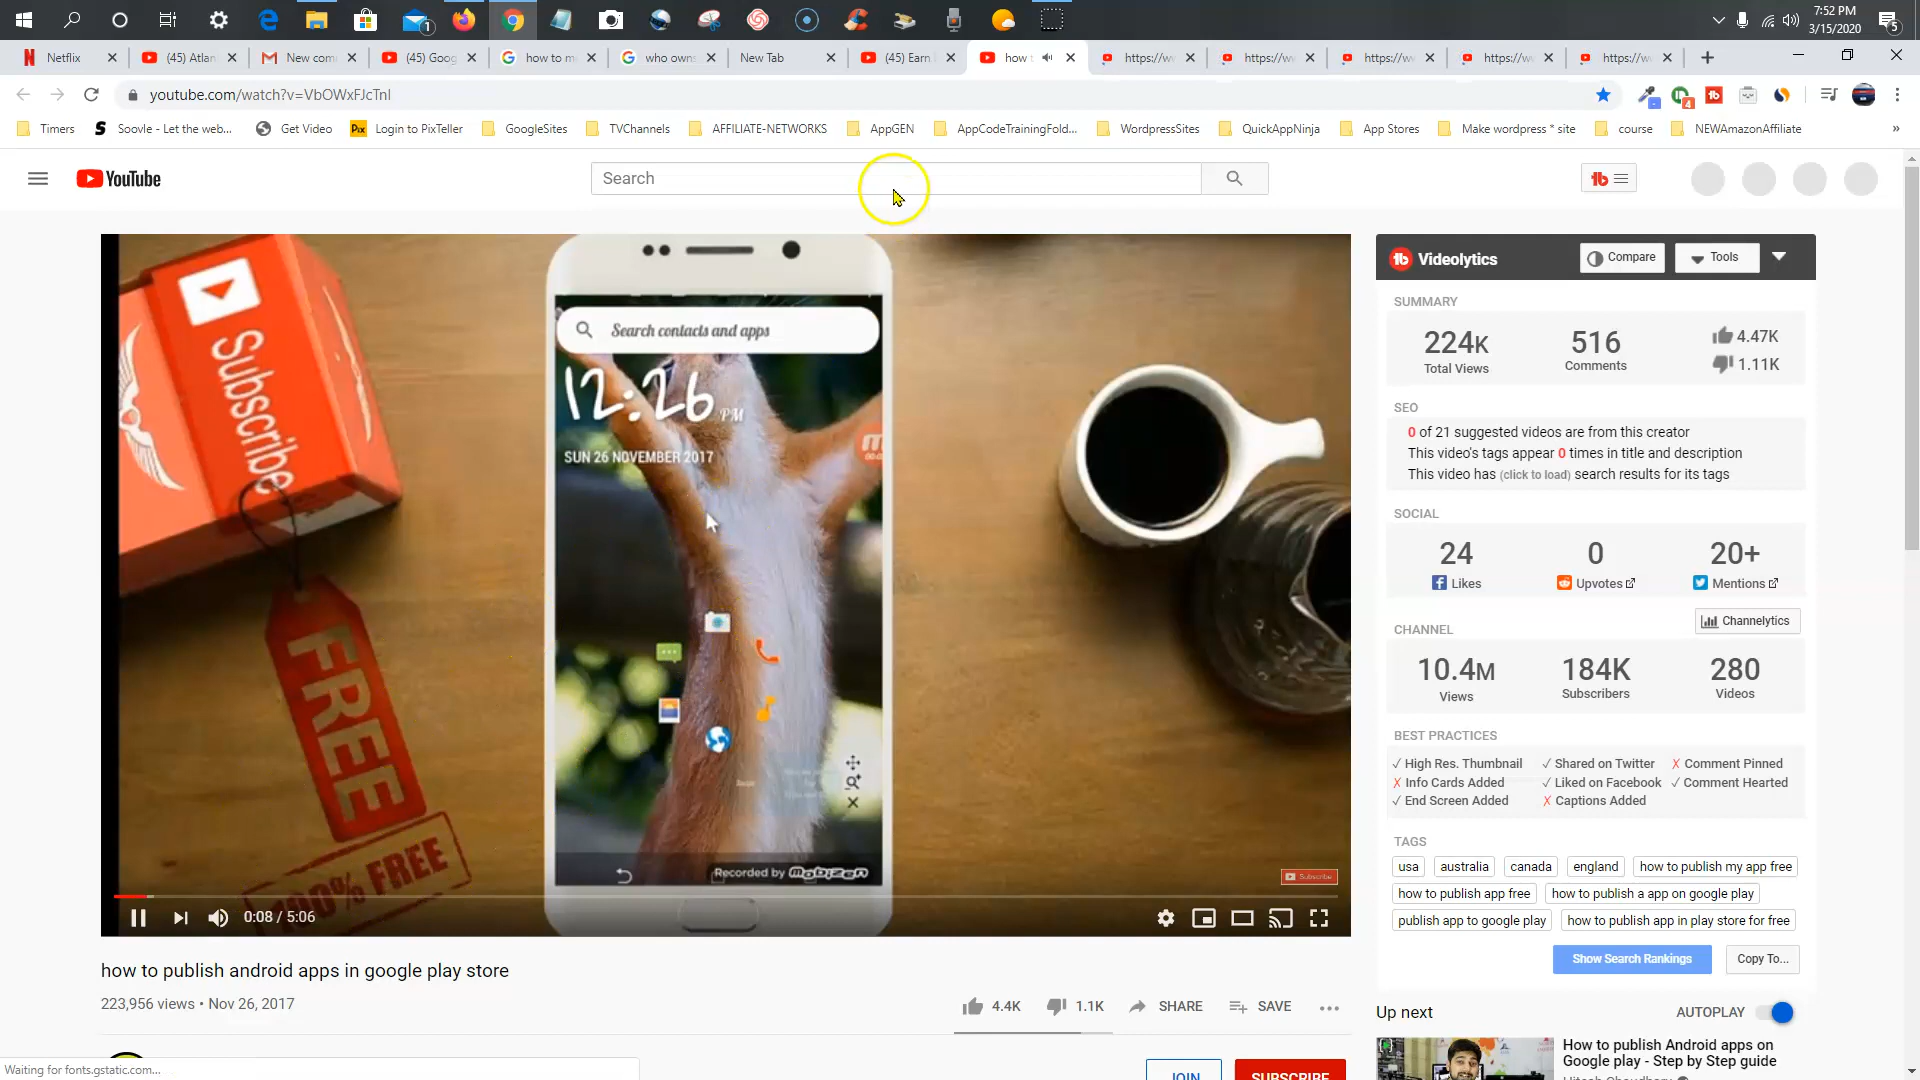 7:52 PM
3/15/2020
1
5
Netflix
(45) Atlan
New com
(45) Goog
how to m
who own
New Tab
(45) Earn
how t
https://w
https://w
https://w
https://w
https://w
youtube.com/watch?v=VbOWxFJcTnI
4
Timers
Soovle - Let the web...
Get Video
Login to PixTeller
GoogleSites
TVChannels
AFFILIATE-NETWORKS
AppGEN
AppCodeTrainingFold...
WordpressSites
QuickAppNinja
App Stores
Make wordpress * site
course
NEWAmazonAffiliate
»
YouTube
Search
Subscribe
FREE
100% FREE
Search contacts and apps
12:26 PM
SUN 26 NOVEMBER 2017
Recorded by mobizen
Subscribe
0:08 / 5:06
Videolytics
Compare
Tools
SUMMARY
224K
Total Views
516
Comments
4.47K
1.11K
SEO
0 of 21 suggested videos are from this creator
This video's tags appear 0 times in title and description
This video has (click to load) search results for its tags
SOCIAL
24
Likes
0
Upvotes
20+
Mentions
Channelytics
CHANNEL
10.4M
Views
184K
Subscribers
280
Videos
BEST PRACTICES
✓ High Res. Thumbnail
✓ Shared on Twitter
X Comment Pinned
X Info Cards Added
✓ Liked on Facebook
✓ Comment Hearted
✓ End Screen Added
X Captions Added
TAGS
usa
australia
canada
england
how to publish my app free
how to publish app free
how to publish a app on google play
publish app to google play
how to publish app in play store for free
Show Search Rankings
Copy To...
how to publish android apps in google play store
223,956 views • Nov 26, 2017
4.4K
1.1K
SHARE
SAVE
JOIN
SUBSCRIBE
Up next
AUTOPLAY
How to publish Android apps on
Google play - Step by Step guide
Hitesh Choudhary
Waiting for fonts.gstatic.com...